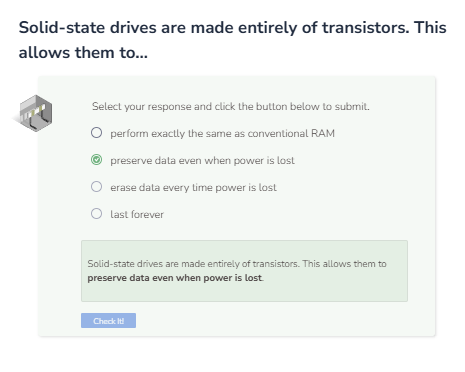 Solid-state drives are made entirely of transistors. This
allows them to...
Select your response and click the button below to submit.
perform exactly the same as conventional RAM
preserve data even when power is lost
erase data every time power is lost
last forever
Solid-state drives are made entirely of transistors. This allows them to
preserve data even when power is lost.
Check It!